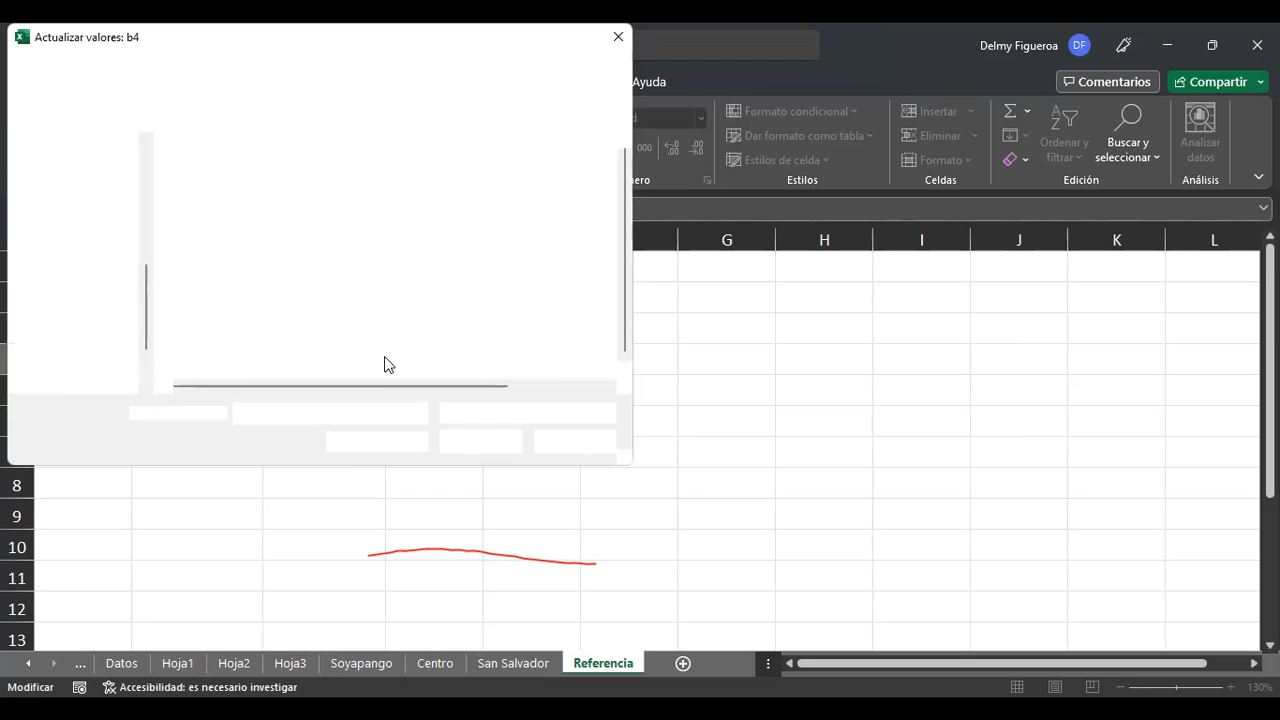 Actualizar valores: b4
Delmy Figueroa DF
Ayuda
Comentarios
Compartir
Formato condicional
Dar formato como tabla
Estilos de celda
Estilos
000
Insertar
Eliminar
Formato
Celdas
Ordenar y filtrar
Buscar y seleccionar
Edición
Analizar datos
Análisis
G H I J K L
8
9
10
11
12
13
... Datos Hoja1 Hoja2 Hoja3 Soyapango Centro San Salvador Referencia
Modificar Accesibilidad: es necesario investigar 130%